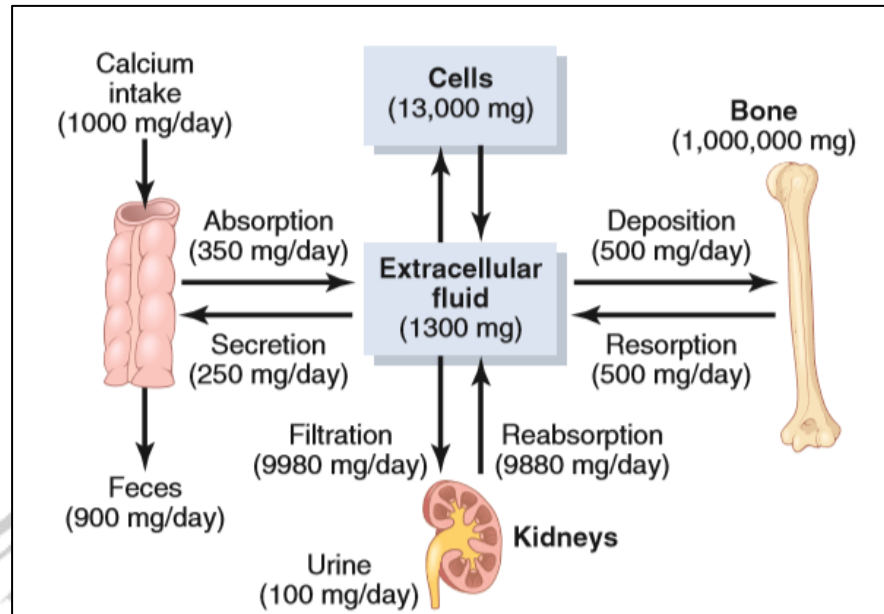 Calcium
intake
(1000 mg/day)
Cells
(13,000 mg)
Bone
(1,000,000 mg)
Absorption
(350 mg/day)
Extracellular
fluid
(1300 mg)
Deposition
(500 mg/day)
Secretion
(250 mg/day)
Resorption
(500 mg/day)
Filtration
(9980 mg/day)
Reabsorption
(9880 mg/day)
Feces
(900 mg/day)
Kidneys
Urine
(100 mg/day)